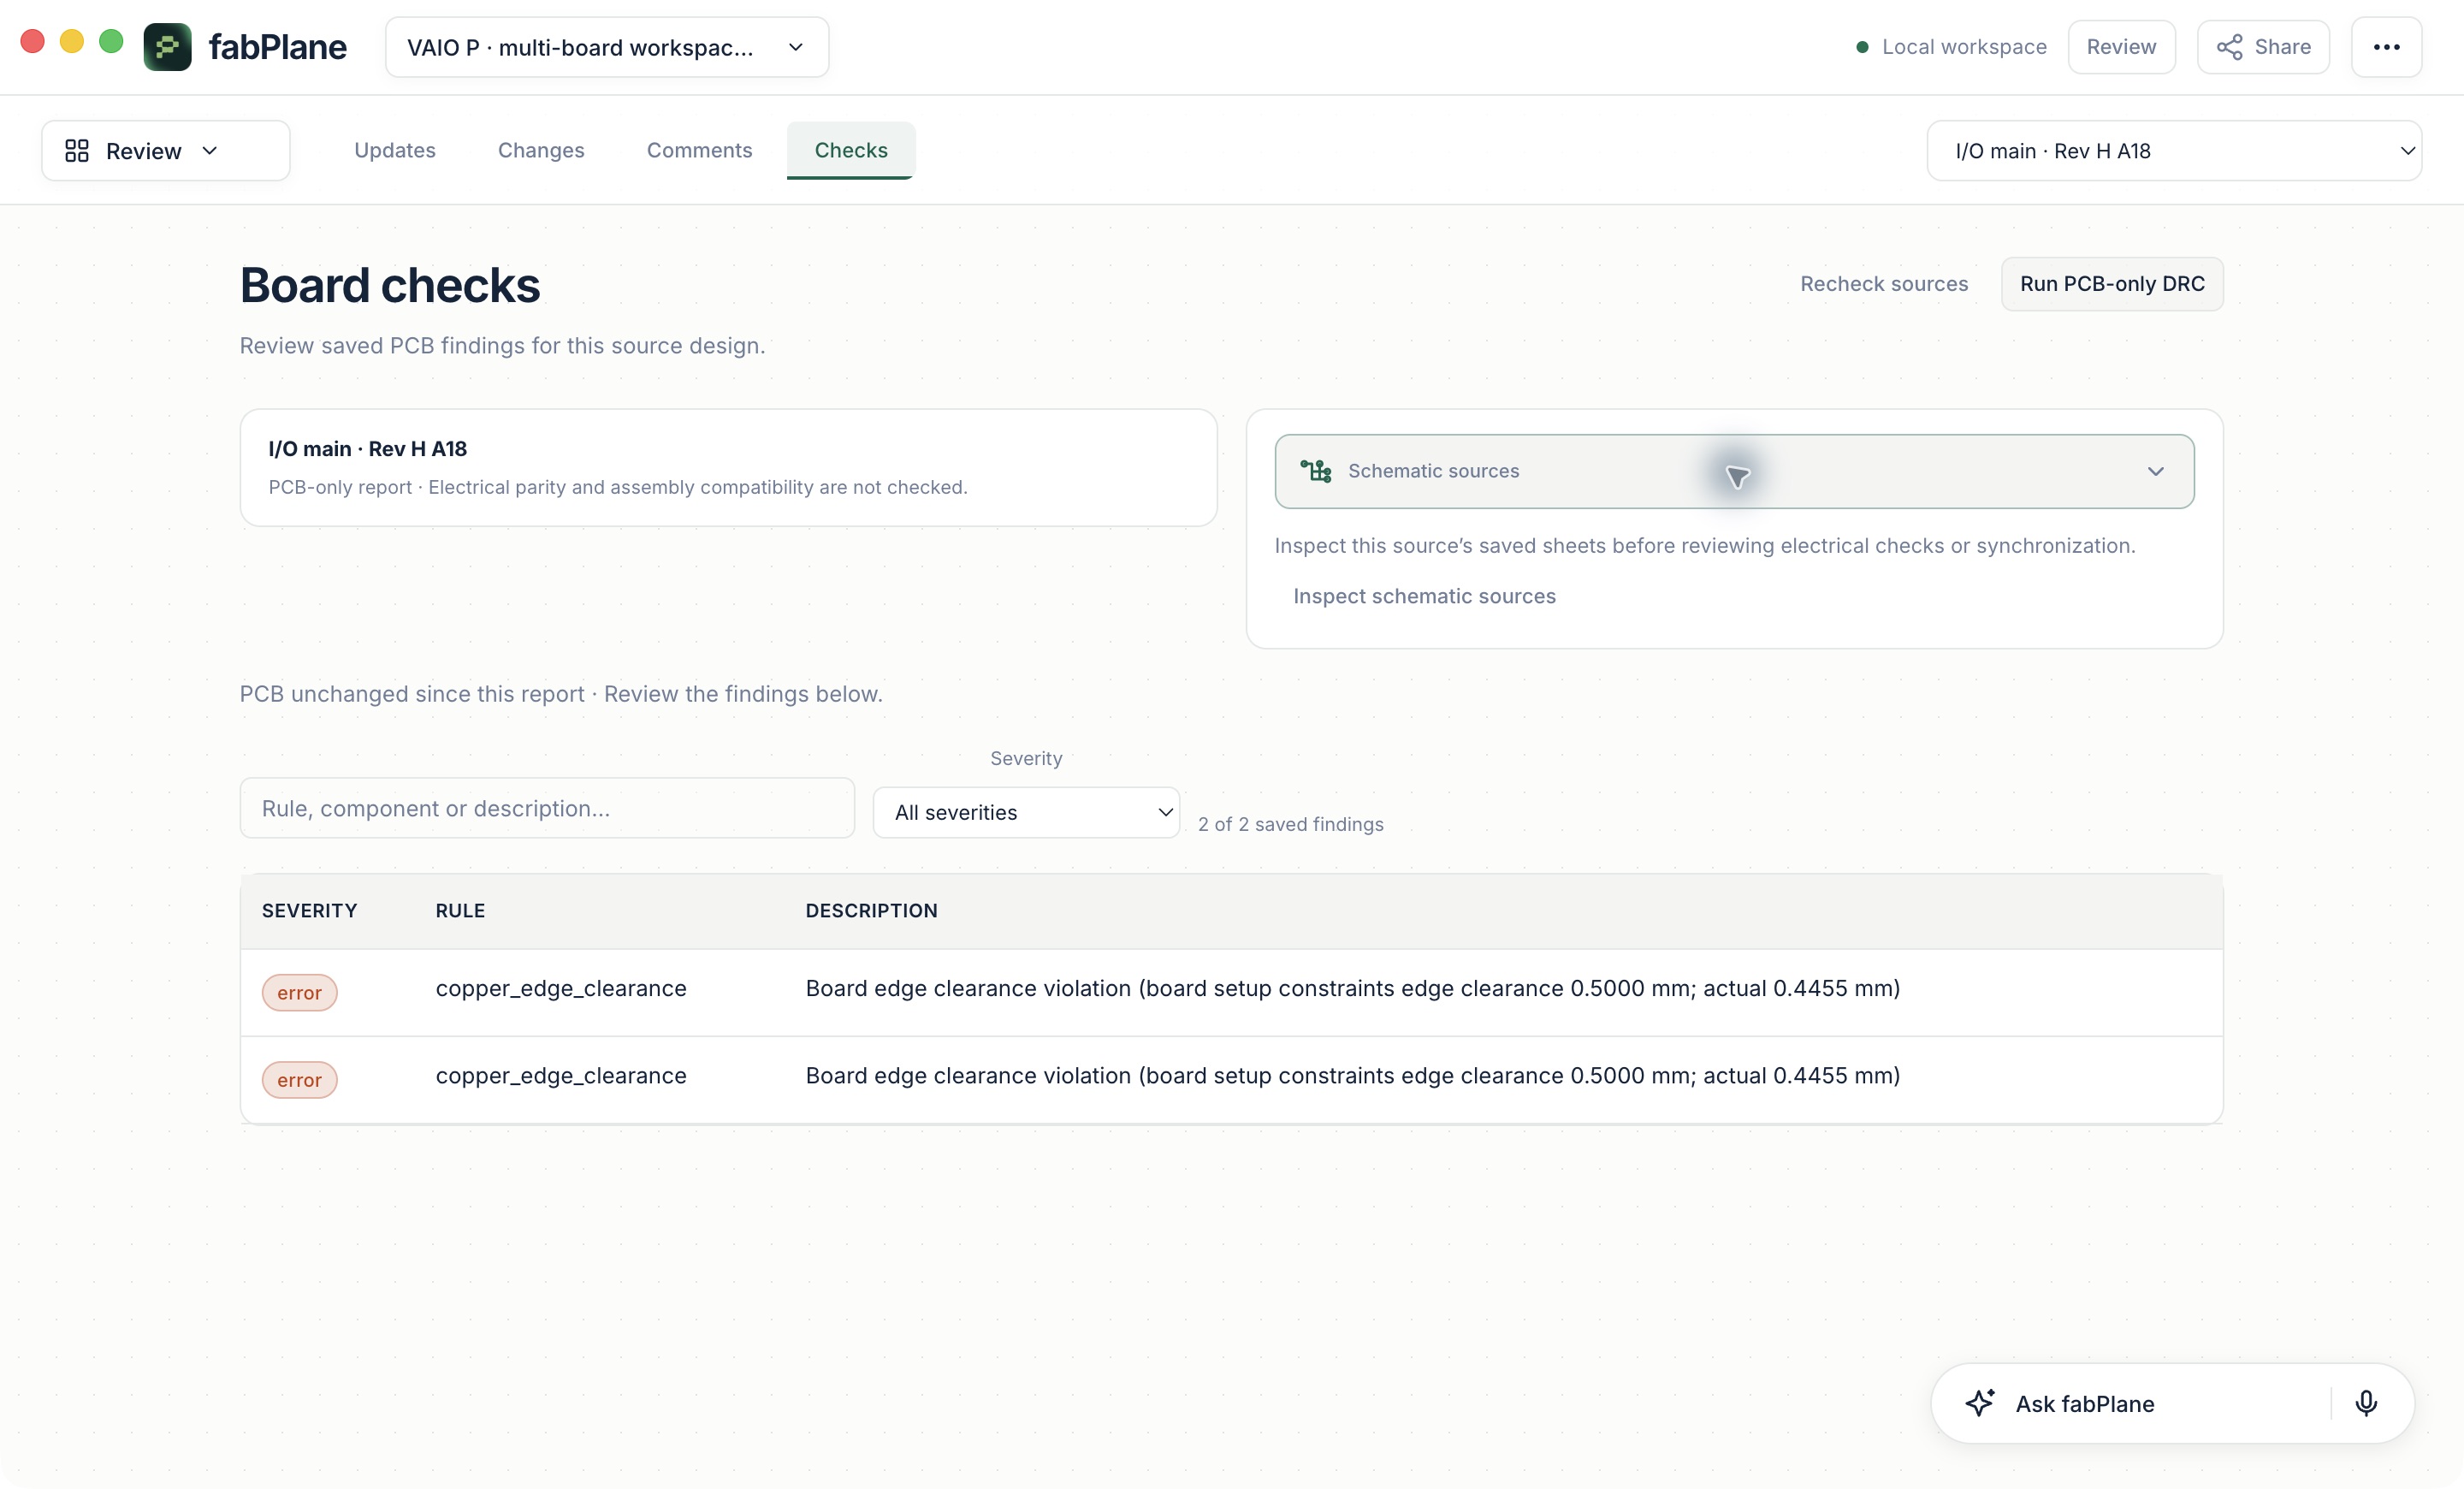 fabPlane
VAIO P · multi-board workspac...
Local workspace
Review
Share
Review
Updates
Changes
Comments
Checks
I/O main · Rev H A18
Board checks
Recheck sources
Run PCB-only DRC
Review saved PCB findings for this source design.
I/O main · Rev H A18
PCB-only report · Electrical parity and assembly compatibility are not checked.
Schematic sources
Inspect this source’s saved sheets before reviewing electrical checks or synchronization.
Inspect schematic sources
PCB unchanged since this report · Review the findings below.
Severity
Rule, component or description...
All severities
2 of 2 saved findings
SEVERITY RULE DESCRIPTION
error copper_edge_clearance Board edge clearance violation (board setup constraints edge clearance 0.5000 mm; actual 0.4455 mm)
error copper_edge_clearance Board edge clearance violation (board setup constraints edge clearance 0.5000 mm; actual 0.4455 mm)
Ask fabPlane